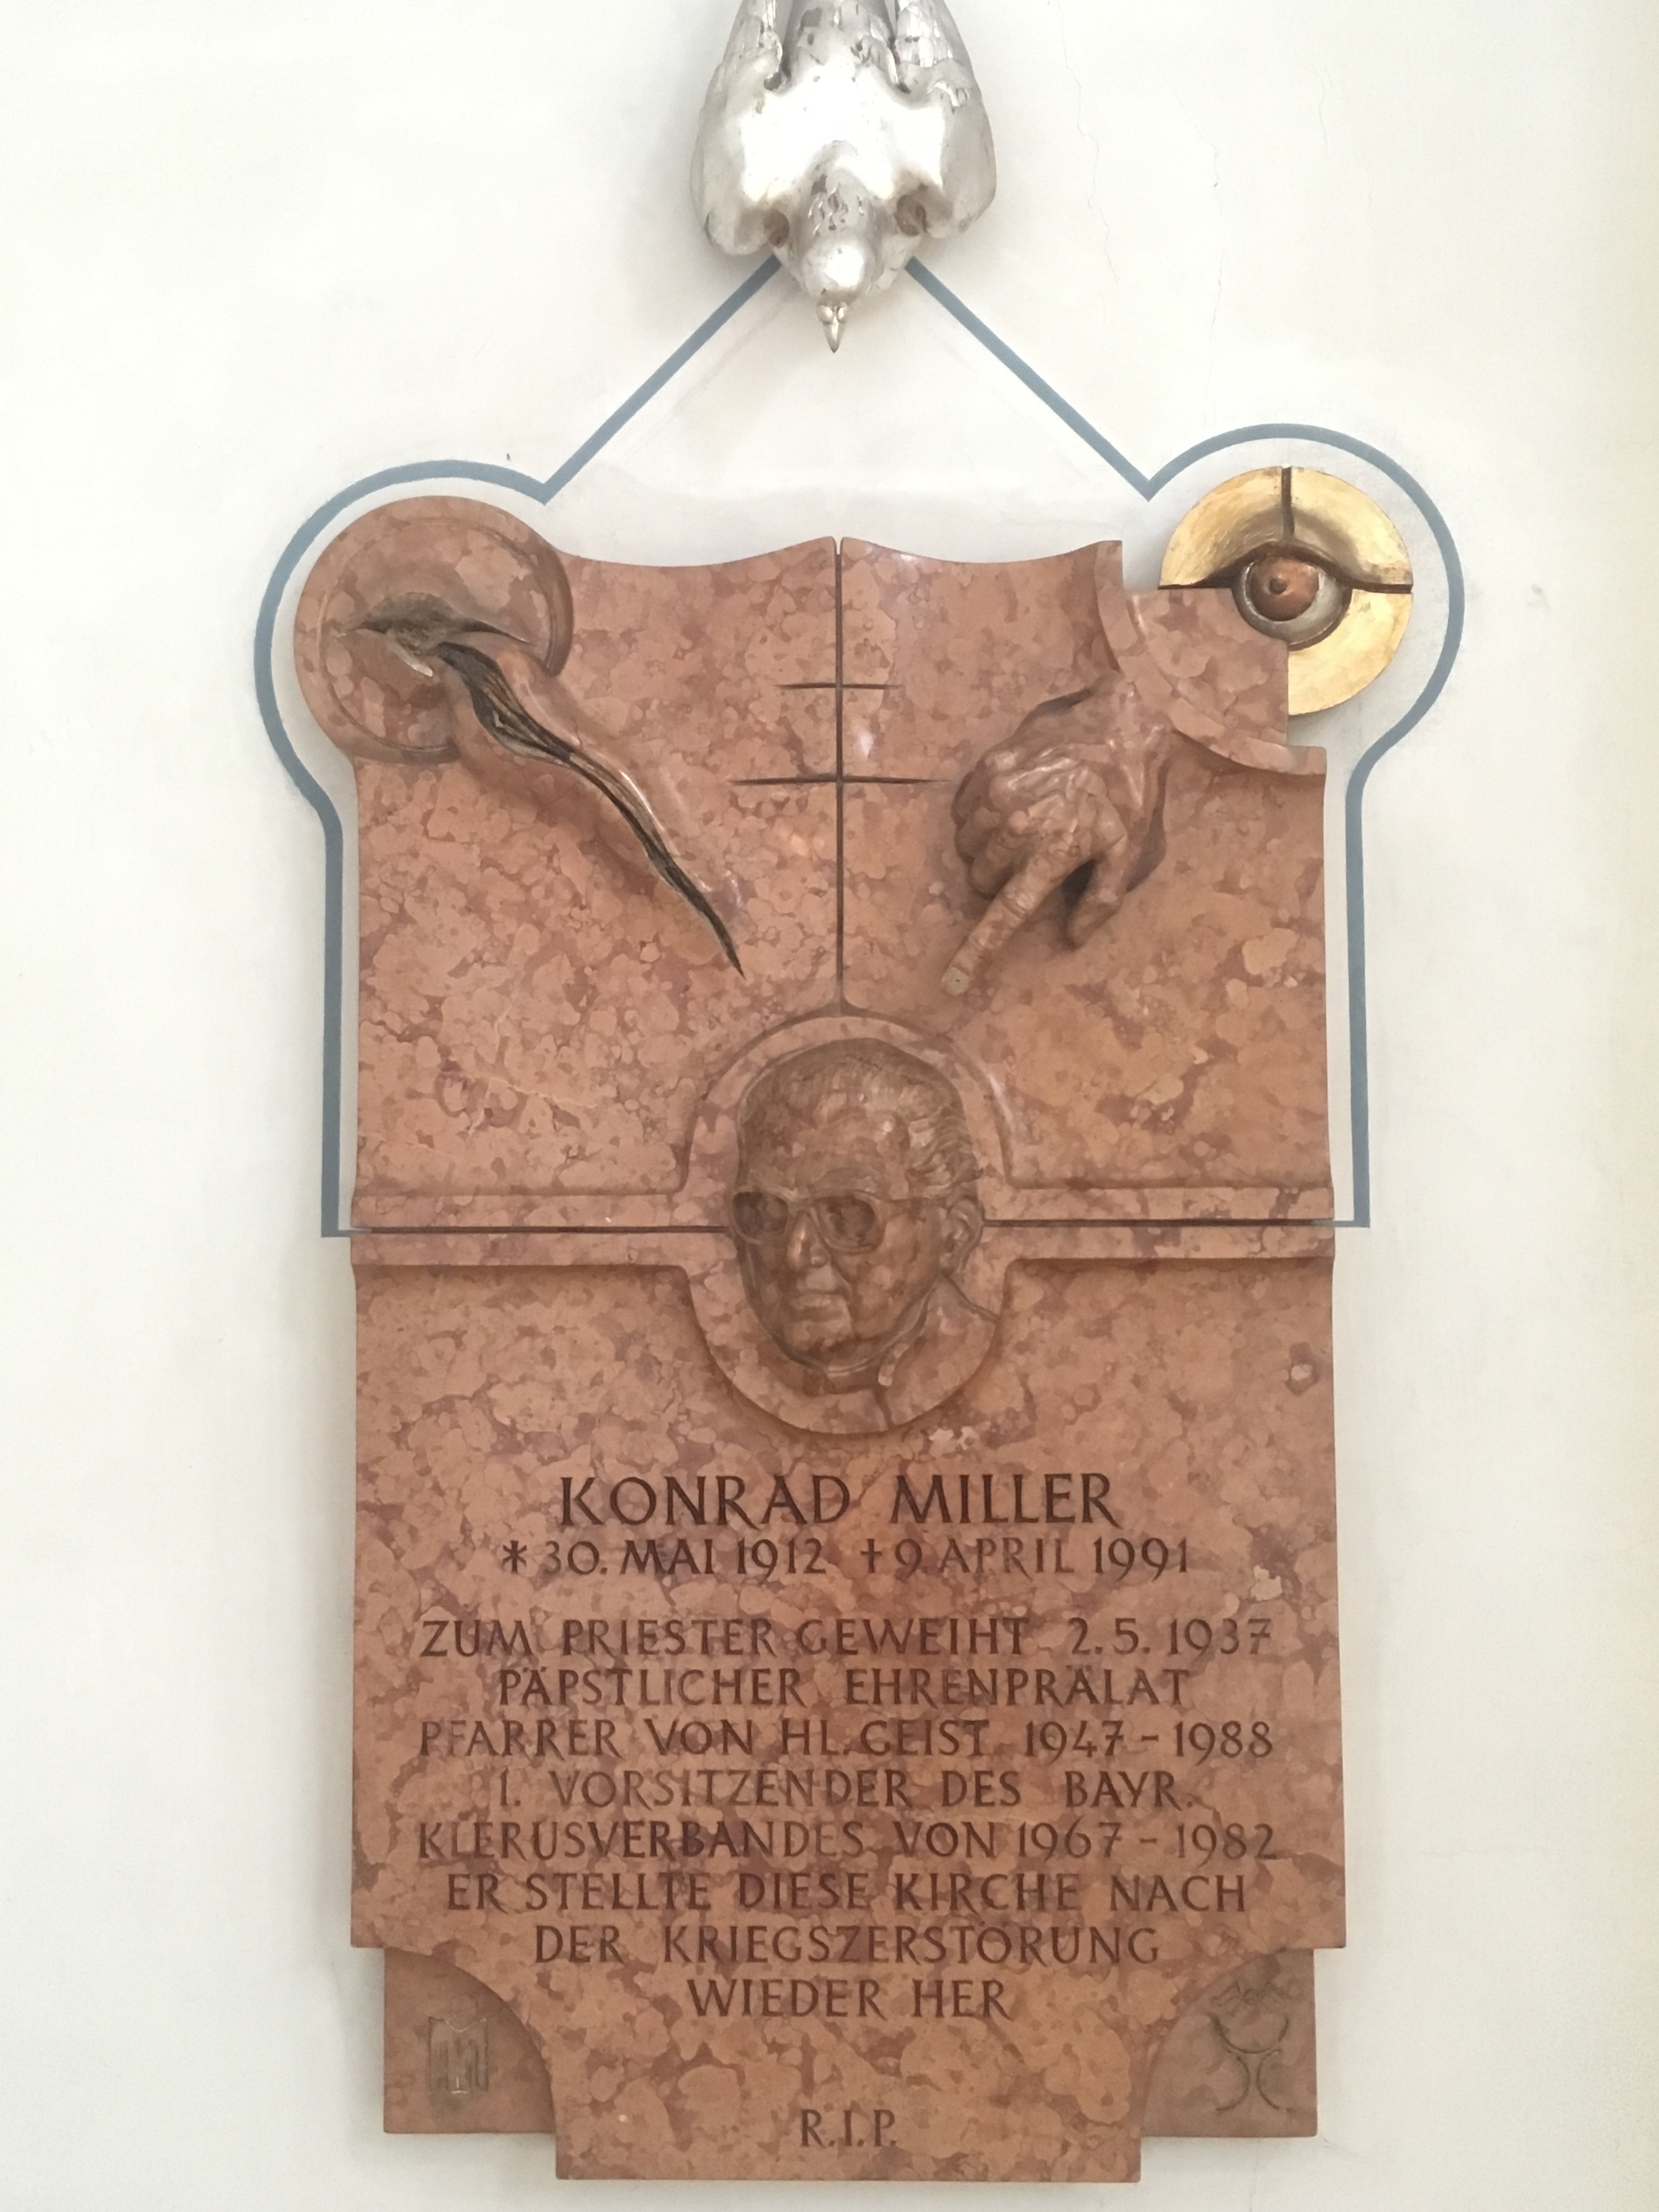 KONRAD MILLER
* 30. MAI 1912 † 9. APRIL 1991
ZUM PRIESTER GEWEIHT 2.5.1937
PÄPSTLICHER EHRENPRÄLAT
PFARRER VON HL. GEIST 1947-1988
1. VORSITZENDER DES BAYR.
KLERUSVERBANDES VON 1967-1982
ER STELLTE DIESE KIRCHE NACH
DER KRIEGSZERSTÖRUNG
WIEDER HER
R.I.P.